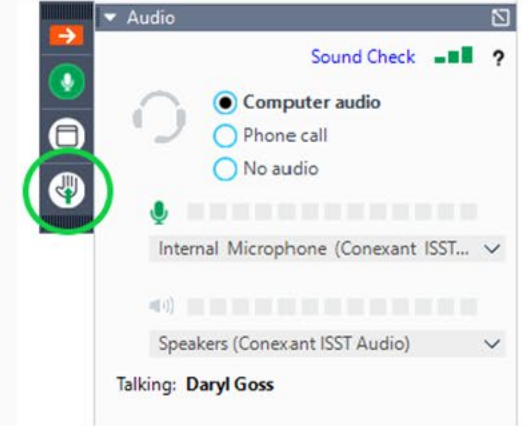 Audio
Sound Check ?
Computer audio
Phone call
No audio
Internal Microphone (Conexant ISST...
Speakers (Conexant ISST Audio)
Talking: Daryl Goss